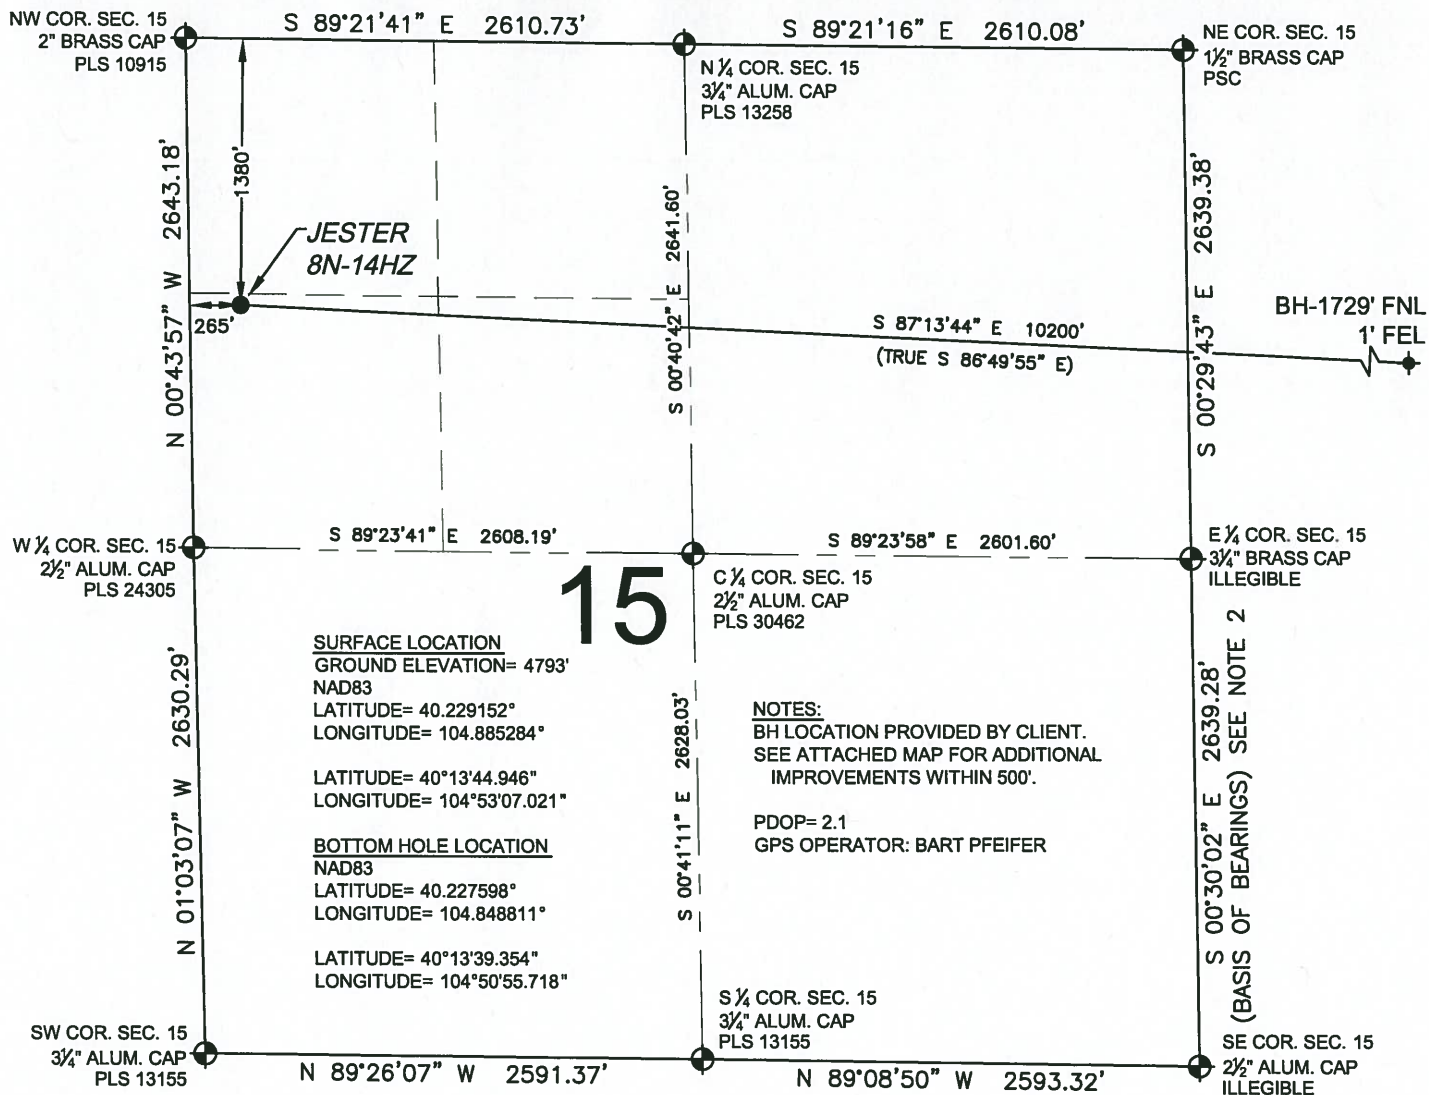 NW COR. SEC. 15
2" BRASS CAP
PLS 10915
S 89°21'41" E 2610.73'
S 89°21'16" E 2610.08'
NE COR. SEC. 15
1½" BRASS CAP
PSC
N ¼ COR. SEC. 15
3¼" ALUM. CAP
PLS 13258
N 00°43'57" W 2643.18'
1380'
JESTER
8N-14HZ
265'
S 00°40'42" E 2641.60'
S 87°13'44" E 10200'
(TRUE S 86°49'55" E)
S 00°29'43" E 2639.38'
BH-1729' FNL
1' FEL
W ¼ COR. SEC. 15
2½" ALUM. CAP
PLS 24305
S 89°23'41" E 2608.19'
S 89°23'58" E 2601.60'
E ¼ COR. SEC. 15
3¼" BRASS CAP
ILLEGIBLE
15
C ¼ COR. SEC. 15
2½" ALUM. CAP
PLS 30462
N 01°03'07" W 2630.29'
SURFACE LOCATION
GROUND ELEVATION= 4793'
NAD83
LATITUDE= 40.229152°
LONGITUDE= 104.885284°
LATITUDE= 40°13'44.946"
LONGITUDE= 104°53'07.021"
BOTTOM HOLE LOCATION
NAD83
LATITUDE= 40.227598°
LONGITUDE= 104.848811°
LATITUDE= 40°13'39.354"
LONGITUDE= 104°50'55.718"
S 00°41'11" E 2628.03'
NOTES:
BH LOCATION PROVIDED BY CLIENT.
SEE ATTACHED MAP FOR ADDITIONAL
IMPROVEMENTS WITHIN 500'.
PDOP= 2.1
GPS OPERATOR: BART PFEIFER
S 00°30'02" E 2639.28'
(BASIS OF BEARINGS) SEE NOTE 2
SW COR. SEC. 15
3¼" ALUM. CAP
PLS 13155
N 89°26'07" W 2591.37'
S ¼ COR. SEC. 15
3¼" ALUM. CAP
PLS 13155
N 89°08'50" W 2593.32'
SE COR. SEC. 15
2½" ALUM. CAP
ILLEGIBLE